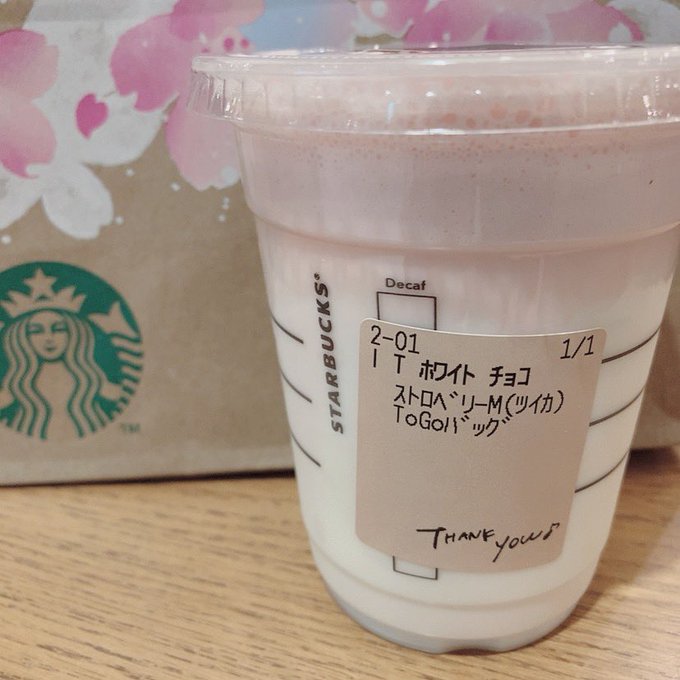 Decaf
STARBUCKS®
2-01 1/1
I T ホワイト チョコ
ストロベリーM(ツイカ)
ToGoバッグ
THANK YOU♪
TM